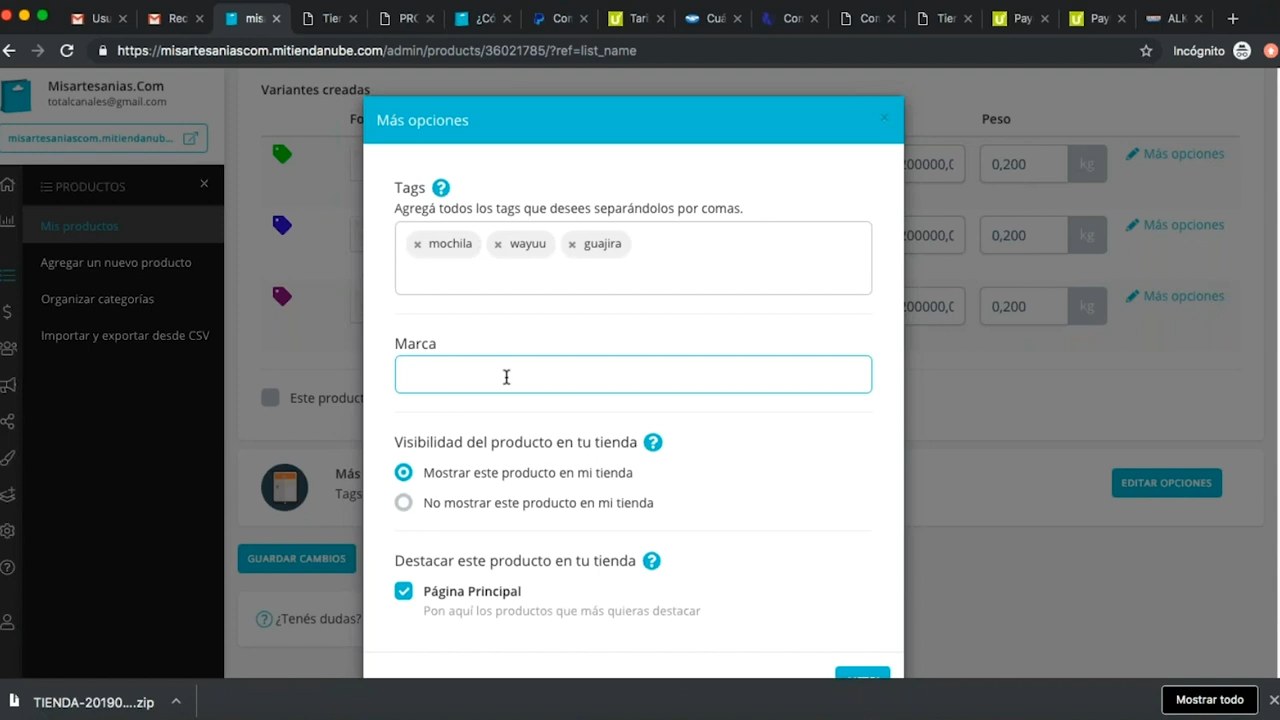 Usu
Rec
mis
Tier
PRC
¿Có
Con
Tari
Cuá
Con
Con
Tier
Pay
Pay
ALK
https://misartesaniascom.mitiendanube.com/admin/products/36021785/?ref=list_name
Incógnito
Misartesanias.Com
totalcanales@gmail.com
misartesaniascom.mitiendanub...
PRODUCTOS
Mis productos
Agregar un nuevo producto
Organizar categorías
Importar y exportar desde CSV
Variantes creadas
Fo
Peso
200000,0
0,200
kg
Más opciones
200000,0
0,200
kg
Más opciones
200000,0
0,200
kg
Más opciones
Este product
Más
Tags
EDITAR OPCIONES
GUARDAR CAMBIOS
¿Tenés dudas?
Más opciones
Tags
Agregá todos los tags que desees separándolos por comas.
mochila
wayuu
guajira
Marca
Visibilidad del producto en tu tienda
Mostrar este producto en mi tienda
No mostrar este producto en mi tienda
Destacar este producto en tu tienda
Página Principal
Pon aquí los productos que más quieras destacar
TIENDA-20190....zip
Mostrar todo